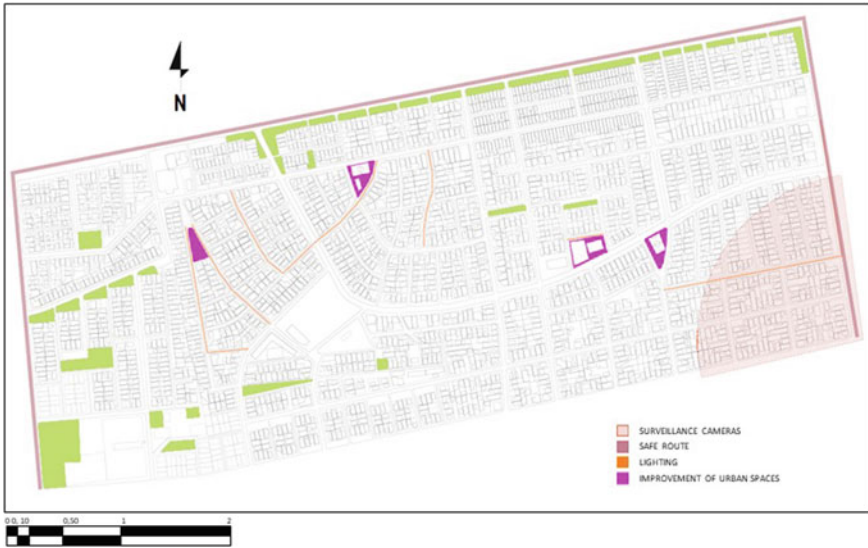 N
SURVEILLANCE CAMERAS
SAFE ROUTE
LIGHTING
IMPROVEMENT OF URBAN SPACES
0 0, 10 0,50 1 2